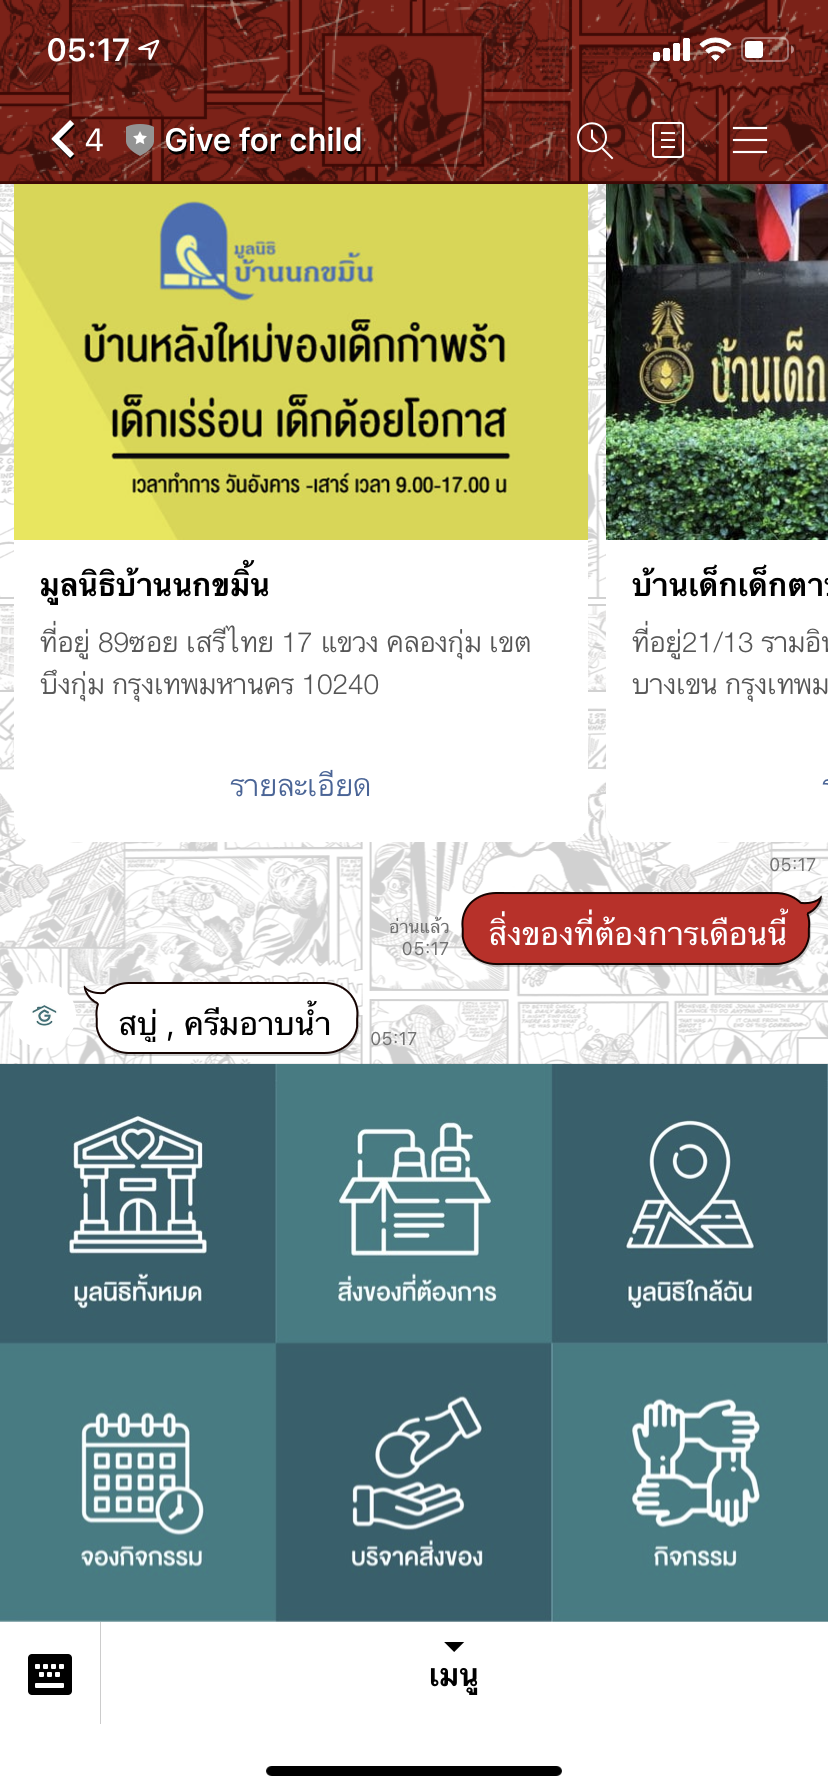 05:17
4 Give for child
มูลนิธิ
บ้านนกขมิ้น
บ้านหลังใหม่ของเด็กกำพร้า
เด็กเร่ร่อน เด็กด้อยโอกาส
เวลาทำการ วันอังคาร -เสาร์ เวลา 9.00-17.00 น
บ้านเด็ก
มูลนิธิบ้านนกขมิ้น
ที่อยู่ 89ซอย เสรีไทย 17 แขวง คลองกุ่ม เขต
บึงกุ่ม กรุงเทพมหานคร 10240
รายละเอียด
บ้านเด็กเด็กตา
ที่อยู่21/13 รามอิน
บางเขน กรุงเทพม
05:17
สิ่งของที่ต้องการเดือนนี้
อ่านแล้ว
05:17
สบู่ , ครีมอาบน้ำ
05:17
มูลนิธิทั้งหมด
สิ่งของที่ต้องการ
มูลนิธิใกล้ฉัน
จองกิจกรรม
บริจาคสิ่งของ
กิจกรรม
เมนู